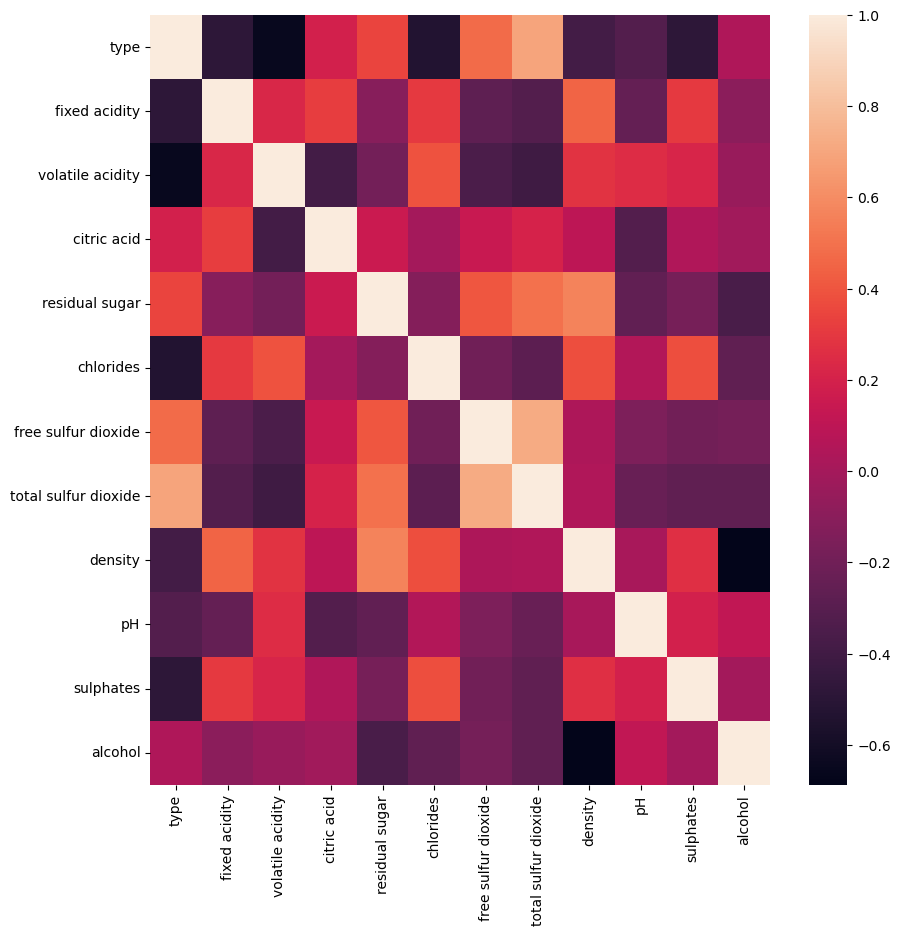 type
fixed acidity
volatile acidity
citric acid
residual sugar
chlorides
free sulfur dioxide
total sulfur dioxide
density
pH
sulphates
alcohol
type
fixed acidity
volatile acidity
citric acid
residual sugar
chlorides
free sulfur dioxide
total sulfur dioxide
density
pH
sulphates
alcohol
1.0
0.8
0.6
0.4
0.2
0.0
−0.2
−0.4
−0.6